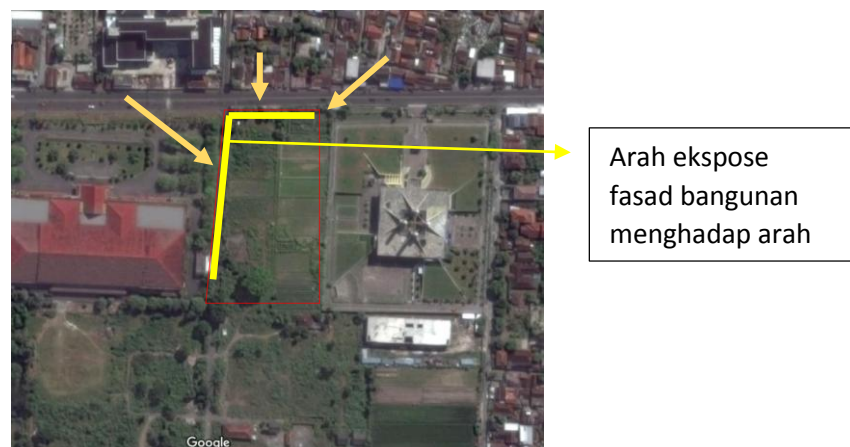 Arah ekspose
fasad bangunan
menghadap arah
Google